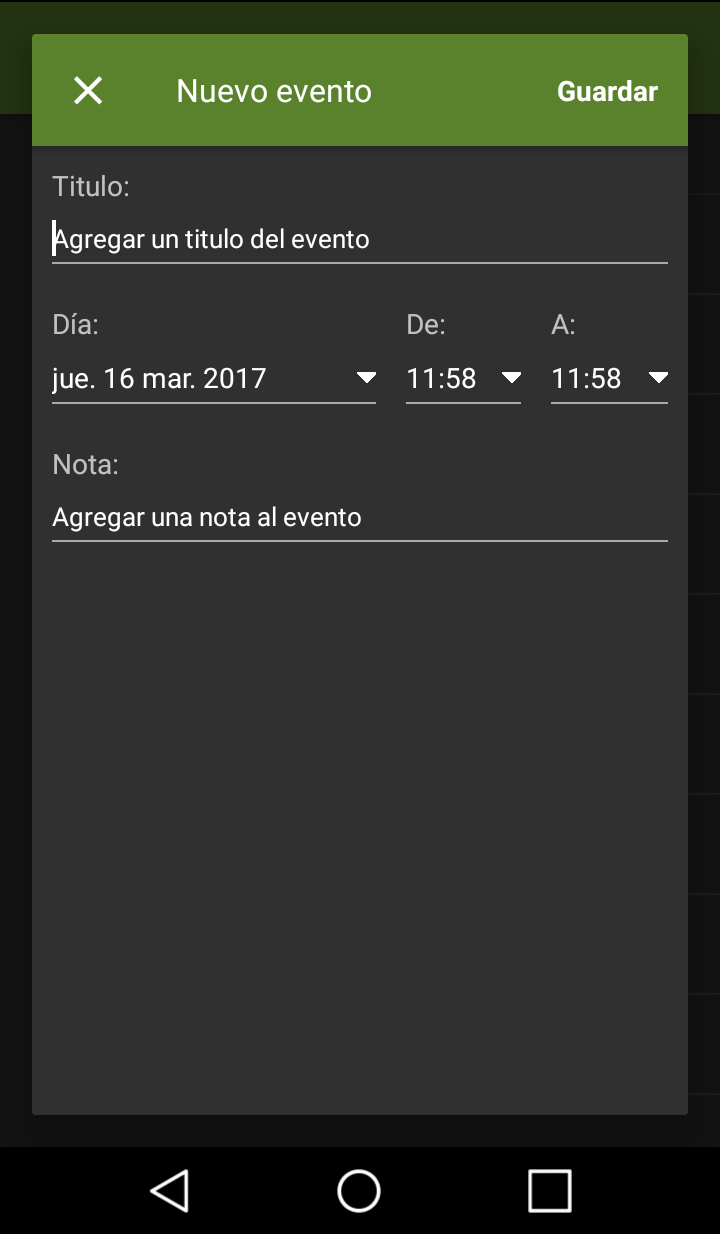 Nuevo evento Guardar
Titulo:
Agregar un titulo del evento
Día: De: A:
jue. 16 mar. 2017 11:58 11:58
Nota:
Agregar una nota al evento